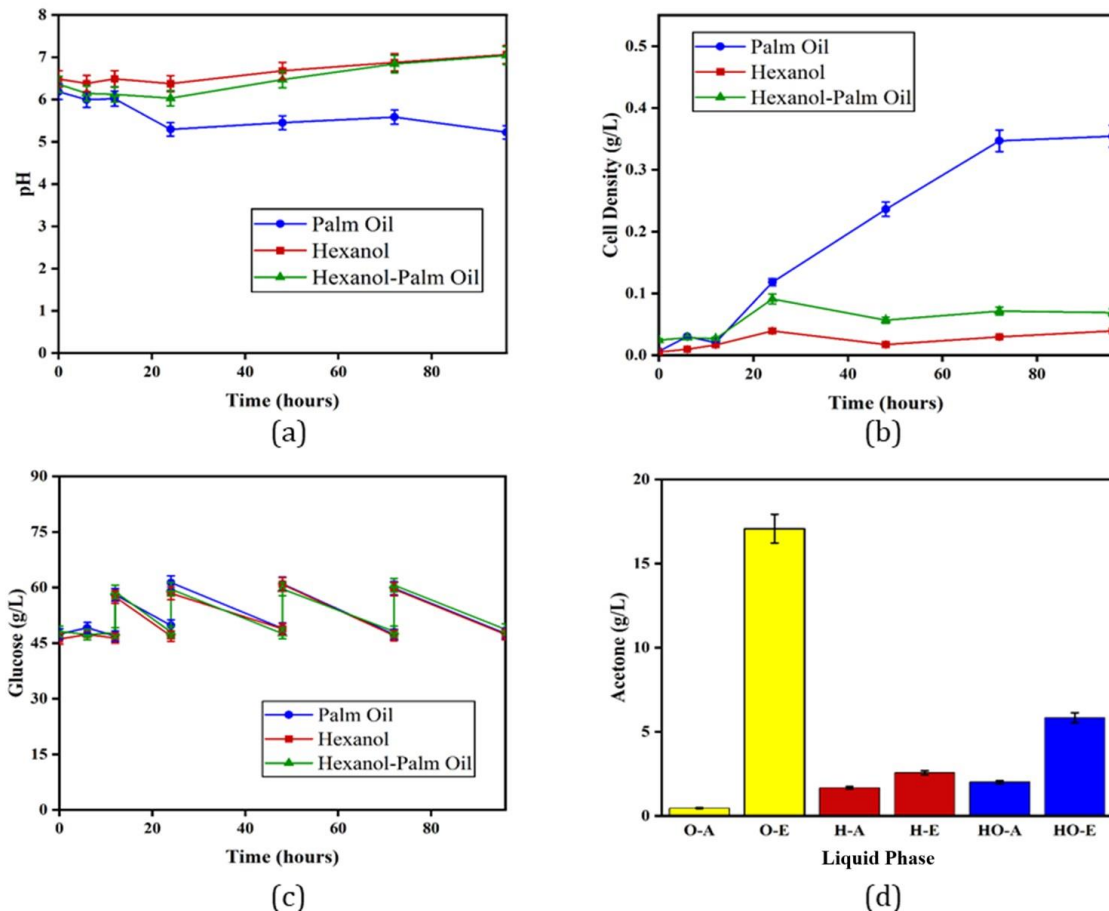 8
7
6
5
4
3
2
1
0
pH
Palm Oil
Hexanol
Hexanol-Palm Oil
0 20 40 60 80
Time (hours)
(a)
0.5
0.4
0.3
0.2
0.1
0.0
Cell Density (g/L)
Palm Oil
Hexanol
Hexanol-Palm Oil
0 20 40 60 80
Time (hours)
(b)
90
75
60
45
30
15
0
Glucose (g/L)
Palm Oil
Hexanol
Hexanol-Palm Oil
0 20 40 60 80
Time (hours)
(c)
20
15
10
5
0
Acetone (g/L)
O-A O-E H-A H-E HO-A HO-E
Liquid Phase
(d)